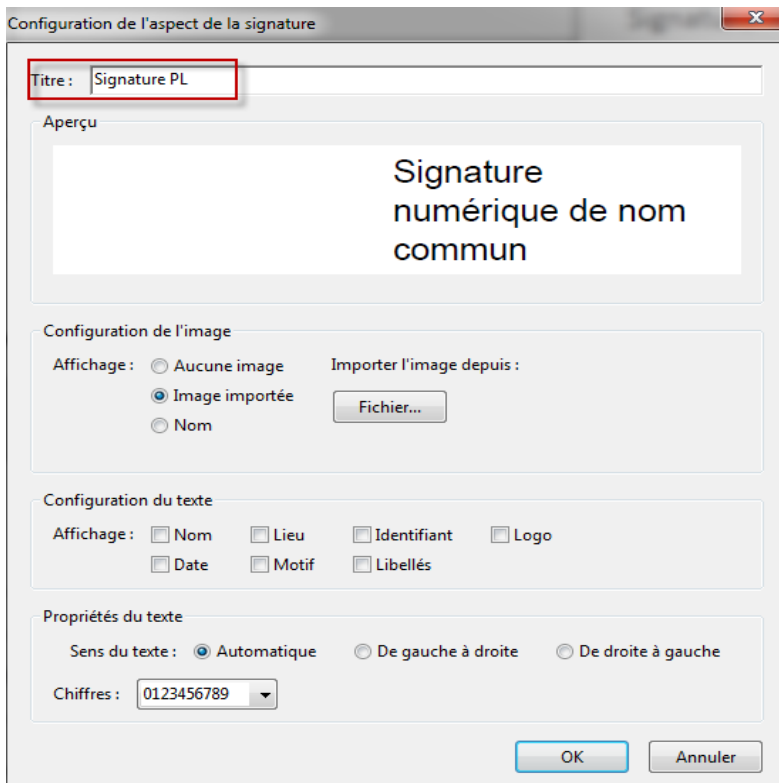 Configuration de l'aspect de la signature
Titre : Signature PL
Aperçu
Signature
numérique de nom
commun
Configuration de l'image
Affichage : Aucune image Importer l'image depuis :
Image importée Fichier...
Nom
Configuration du texte
Affichage : Nom Lieu Identifiant Logo
Date Motif Libellés
Propriétés du texte
Sens du texte : Automatique De gauche à droite De droite à gauche
Chiffres : 0123456789
OK Annuler